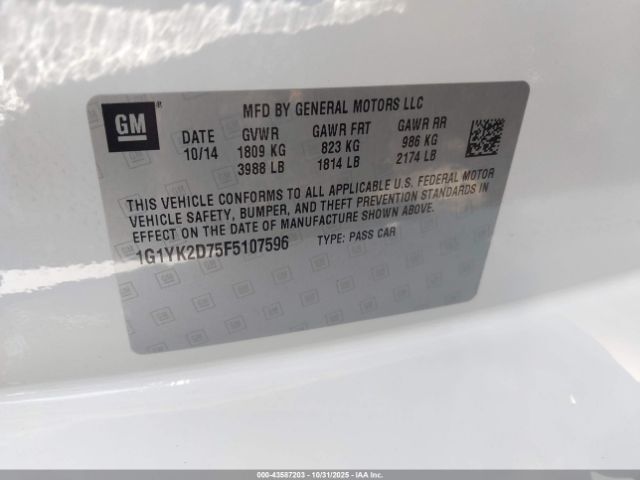 GM
MFD BY GENERAL MOTORS LLC
DATE GVWR GAWR FRT GAWR RR
10/14 1809 KG 823 KG 986 KG
3988 LB 1814 LB 2174 LB
THIS VEHICLE CONFORMS TO ALL APPLICABLE U.S. FEDERAL MOTOR
VEHICLE SAFETY, BUMPER, AND THEFT PREVENTION STANDARDS IN
EFFECT ON THE DATE OF MANUFACTURE SHOWN ABOVE.
1G1YK2D75F5107596 TYPE: PASS CAR
000-43587203 - 10/31/2025 - IAA Inc.